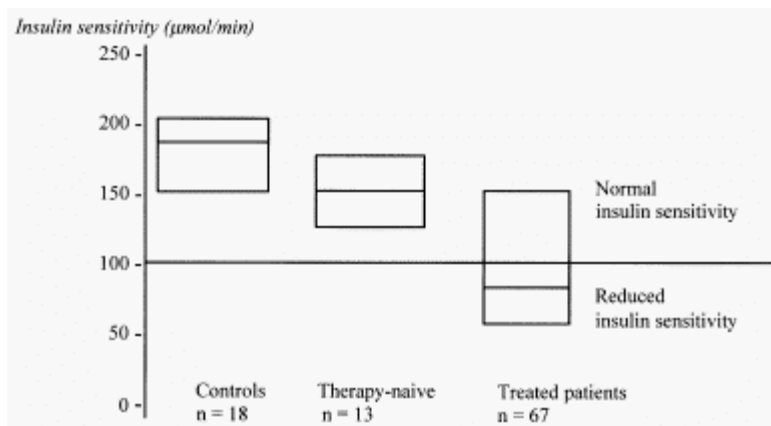 Insulin sensitivity (μmol/min)
250
200
150
100
50
0
Normal
insulin sensitivity
Reduced
insulin sensitivity
Controls
n = 18
Therapy-naive
n = 13
Treated patients
n = 67